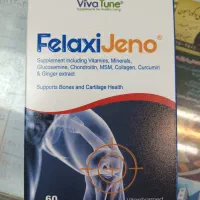 VivaTune®
FelaxiJeno®
Supplement including Vitamins, Minerals,
Glucosamine, Chondroitin, MSM, Collagen, Curcumin
& Ginger extract
Supports Bones and Cartilage Health
60